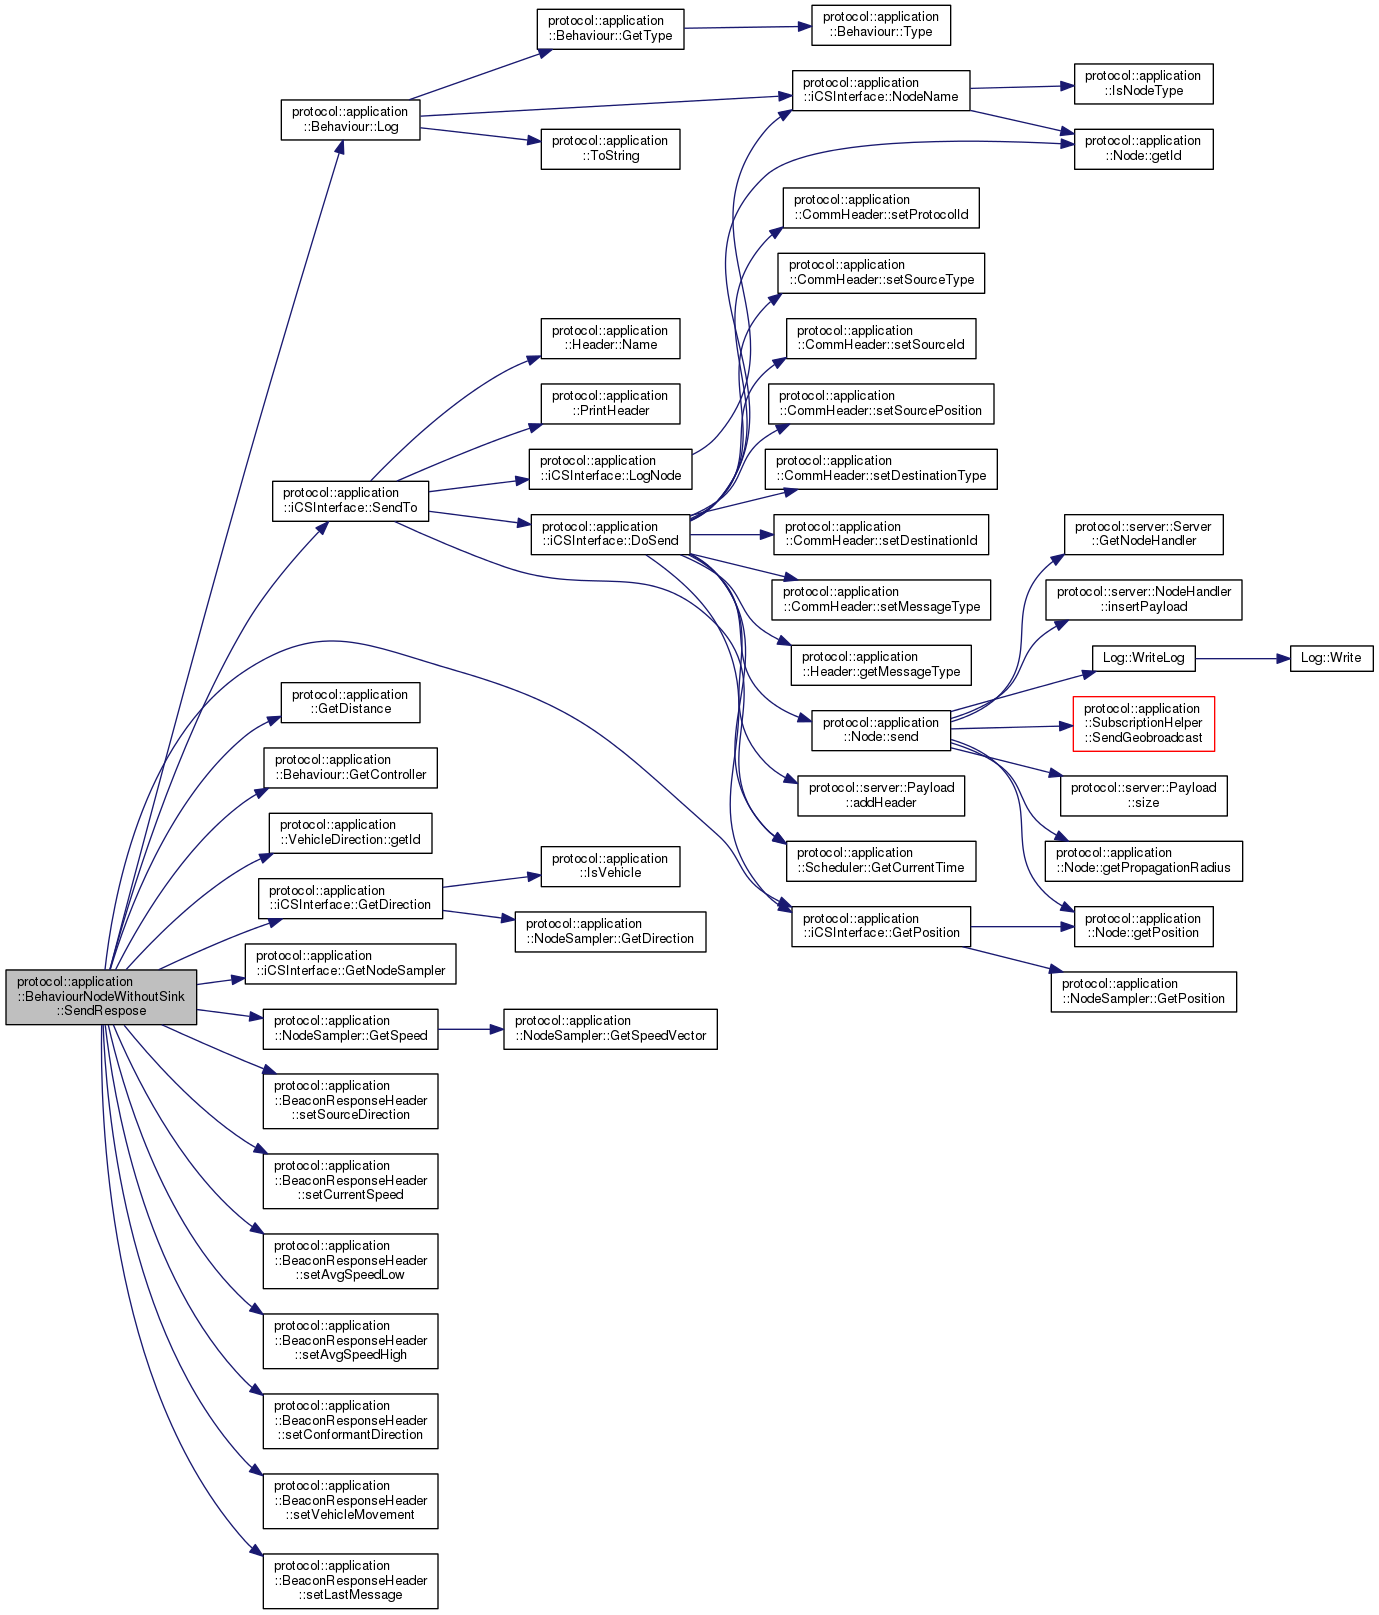 protocol::application
::BehaviourNodeWithoutSink
::SendRespose
protocol::application
::Behaviour::Log
protocol::application
::Behaviour::GetType
protocol::application
::Behaviour::Type
protocol::application
::iCSInterface::NodeName
protocol::application
::IsNodeType
protocol::application
::Node::getId
protocol::application
::ToString
protocol::application
::iCSInterface::SendTo
protocol::application
::Header::Name
protocol::application
::PrintHeader
protocol::application
::iCSInterface::LogNode
protocol::application
::iCSInterface::DoSend
protocol::application
::CommHeader::setProtocolId
protocol::application
::CommHeader::setSourceType
protocol::application
::CommHeader::setSourceId
protocol::application
::CommHeader::setSourcePosition
protocol::application
::CommHeader::setDestinationType
protocol::application
::CommHeader::setDestinationId
protocol::application
::CommHeader::setMessageType
protocol::application
::Header::getMessageType
protocol::application
::Node::send
protocol::server::Payload
::addHeader
protocol::application
::Scheduler::GetCurrentTime
protocol::application
::iCSInterface::GetPosition
protocol::server::Server
::GetNodeHandler
protocol::server::NodeHandler
::insertPayload
Log::WriteLog
Log::Write
protocol::application
::SubscriptionHelper
::SendGeobroadcast
protocol::server::Payload
::size
protocol::application
::Node::getPropagationRadius
protocol::application
::Node::getPosition
protocol::application
::NodeSampler::GetPosition
protocol::application
::GetDistance
protocol::application
::Behaviour::GetController
protocol::application
::VehicleDirection::getId
protocol::application
::iCSInterface::GetDirection
protocol::application
::IsVehicle
protocol::application
::NodeSampler::GetDirection
protocol::application
::iCSInterface::GetNodeSampler
protocol::application
::NodeSampler::GetSpeed
protocol::application
::NodeSampler::GetSpeedVector
protocol::application
::BeaconResponseHeader
::setSourceDirection
protocol::application
::BeaconResponseHeader
::setCurrentSpeed
protocol::application
::BeaconResponseHeader
::setAvgSpeedLow
protocol::application
::BeaconResponseHeader
::setAvgSpeedHigh
protocol::application
::BeaconResponseHeader
::setConformantDirection
protocol::application
::BeaconResponseHeader
::setVehicleMovement
protocol::application
::BeaconResponseHeader
::setLastMessage